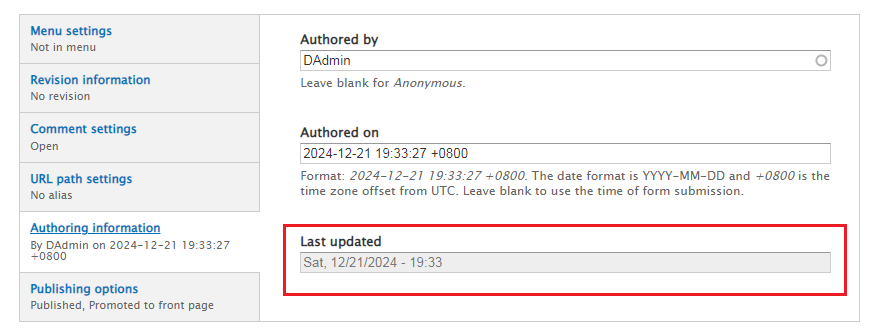 Menu settings
Not in menu
Revision information
No revision
Comment settings
Open
URL path settings
No alias
Authoring information
By DAdmin on 2024-12-21 19:33:27
+0800
Publishing options
Published, Promoted to front page
Authored by
DAdmin
Leave blank for Anonymous.
Authored on
2024-12-21 19:33:27 +0800
Format: 2024-12-21 19:33:27 +0800. The date format is YYYY-MM-DD and +0800 is the
time zone offset from UTC. Leave blank to use the time of form submission.
Last updated
Sat, 12/21/2024 - 19:33